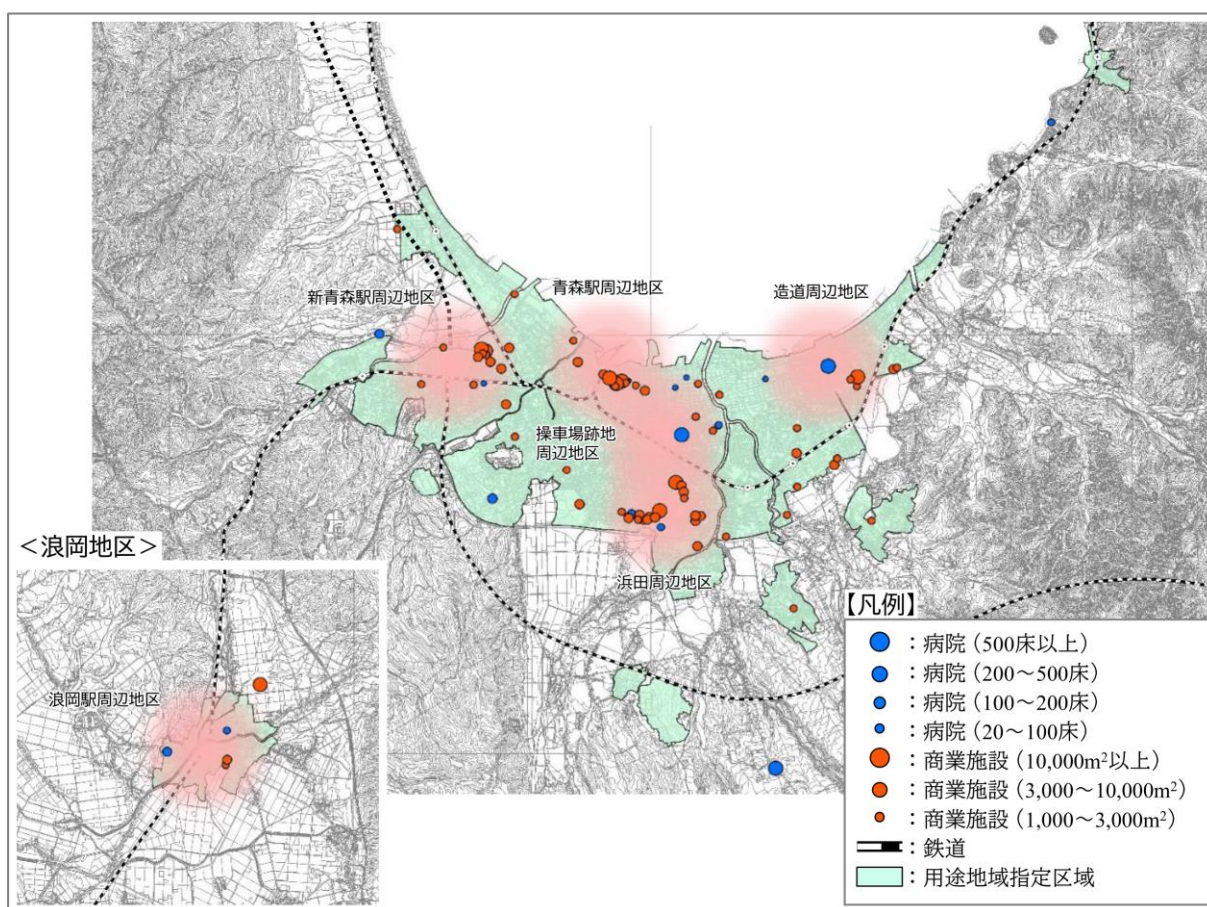 新青森駅周辺地区
青森駅周辺地区
造道周辺地区
操車場跡地
周辺地区
浜田周辺地区
＜浪岡地区＞
浪岡駅周辺地区
【凡例】
：病院（500床以上）
：病院（200～500床）
：病院（100～200床）
：病院（20～100床）
：商業施設（10,000m²以上）
：商業施設（3,000～10,000m²）
：商業施設（1,000～3,000m²）
：鉄道
：用途地域指定区域